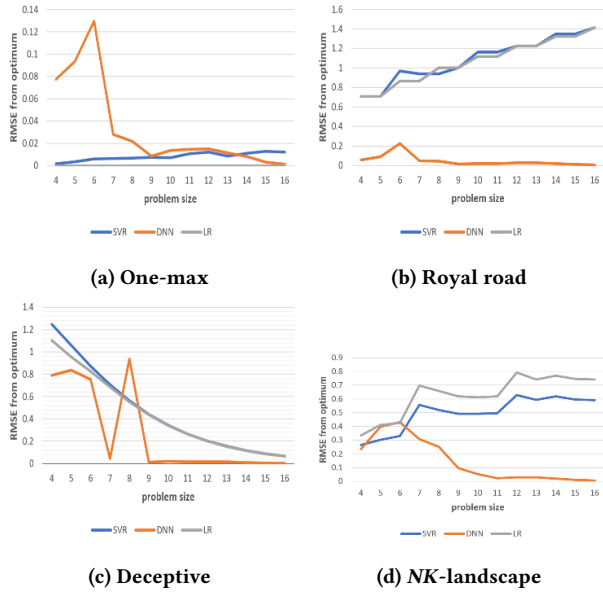 0.14
0.12
0.1
0.08
0.06
0.04
0.02
0
RMSE from optimum
4 5 6 7 8 9 10 11 12 13 14 15 16
problem size
SVR DNN LR
(a) One-max
1.6
1.4
1.2
1
0.8
0.6
0.4
0.2
0
RMSE from optimum
4 5 6 7 8 9 10 11 12 13 14 15 16
problem size
SVR DNN LR
(b) Royal road
1.4
1.2
1
0.8
0.6
0.4
0.2
0
RMSE from optimum
4 5 6 7 8 9 10 11 12 13 14 15 16
problem size
SVR DNN LR
(c) Deceptive
0.9
0.8
0.7
0.6
0.5
0.4
0.3
0.2
0.1
0
RMSE from optimum
4 5 6 7 8 9 10 11 12 13 14 15 16
problem size
SVR DNN LR
(d) NK-landscape